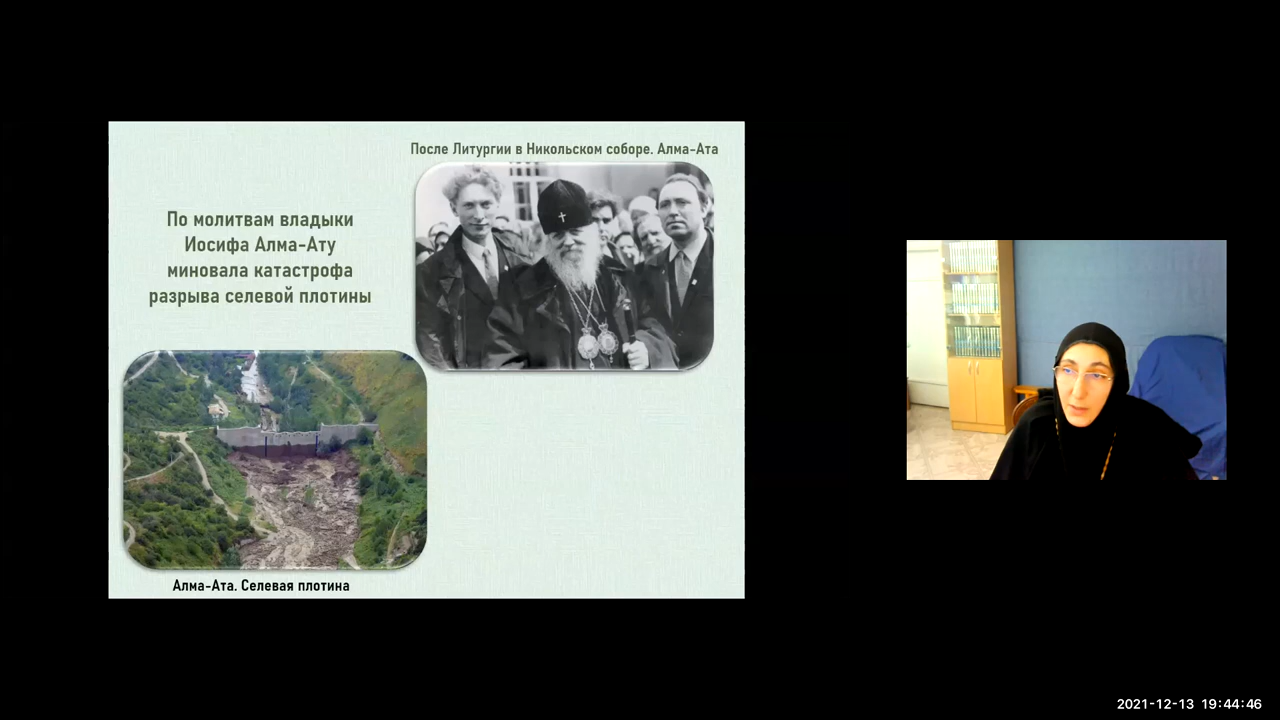 После Литургии в Никольском соборе. Алма-Ата
По молитвам владыки
Иосифа Алма-Ату
миновала катастрофа
разрыва селевой плотины
Алма-Ата. Селевая плотина
2021-12-13 19:44:46